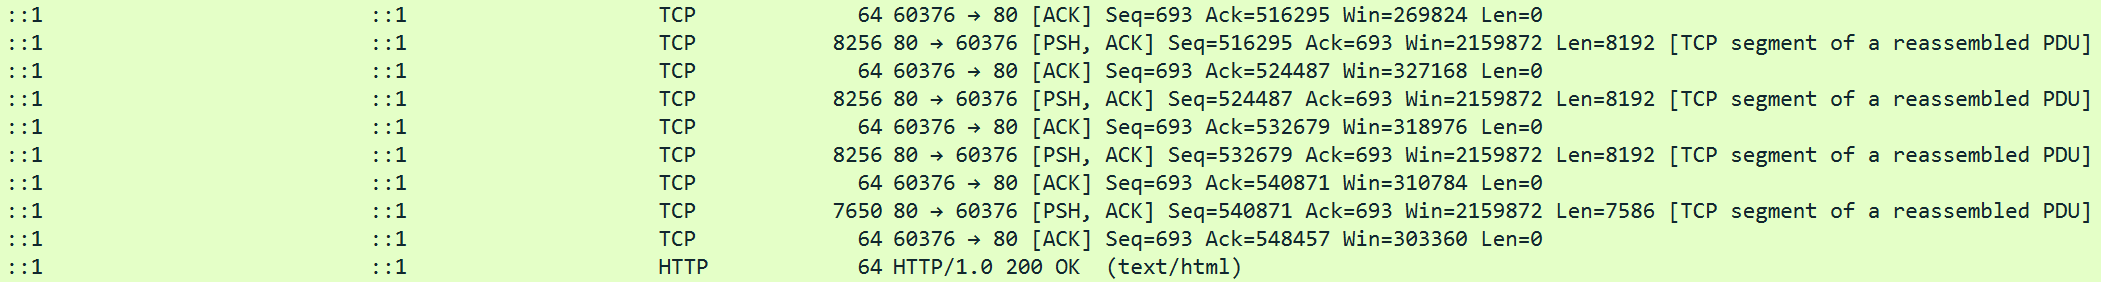 ::1 ::1 TCP 64 60376 → 80 [ACK] Seq=693 Ack=516295 Win=269824 Len=0
::1 ::1 TCP 8256 80 → 60376 [PSH, ACK] Seq=516295 Ack=693 Win=2159872 Len=8192 [TCP segment of a reassembled PDU]
::1 ::1 TCP 64 60376 → 80 [ACK] Seq=693 Ack=524487 Win=327168 Len=0
::1 ::1 TCP 8256 80 → 60376 [PSH, ACK] Seq=524487 Ack=693 Win=2159872 Len=8192 [TCP segment of a reassembled PDU]
::1 ::1 TCP 64 60376 → 80 [ACK] Seq=693 Ack=532679 Win=318976 Len=0
::1 ::1 TCP 8256 80 → 60376 [PSH, ACK] Seq=532679 Ack=693 Win=2159872 Len=8192 [TCP segment of a reassembled PDU]
::1 ::1 TCP 64 60376 → 80 [ACK] Seq=693 Ack=540871 Win=310784 Len=0
::1 ::1 TCP 7650 80 → 60376 [PSH, ACK] Seq=540871 Ack=693 Win=2159872 Len=7586 [TCP segment of a reassembled PDU]
::1 ::1 TCP 64 60376 → 80 [ACK] Seq=693 Ack=548457 Win=303360 Len=0
::1 ::1 HTTP 64 HTTP/1.0 200 OK (text/html)